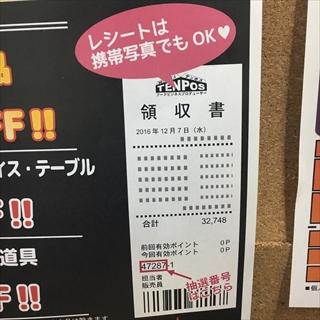 レシートは
携帯写真でもOK♥
品
FF!!
イス・テーブル
F!!
道具
F!!
TENPOS
フードビジネスプロデューサー
領収書
2016年12月7日(水)
合計 32,748
前回有効ポイント 0P
今回有効ポイント 0P
47287-1
担当者
販売員
抽選番号
はこちら